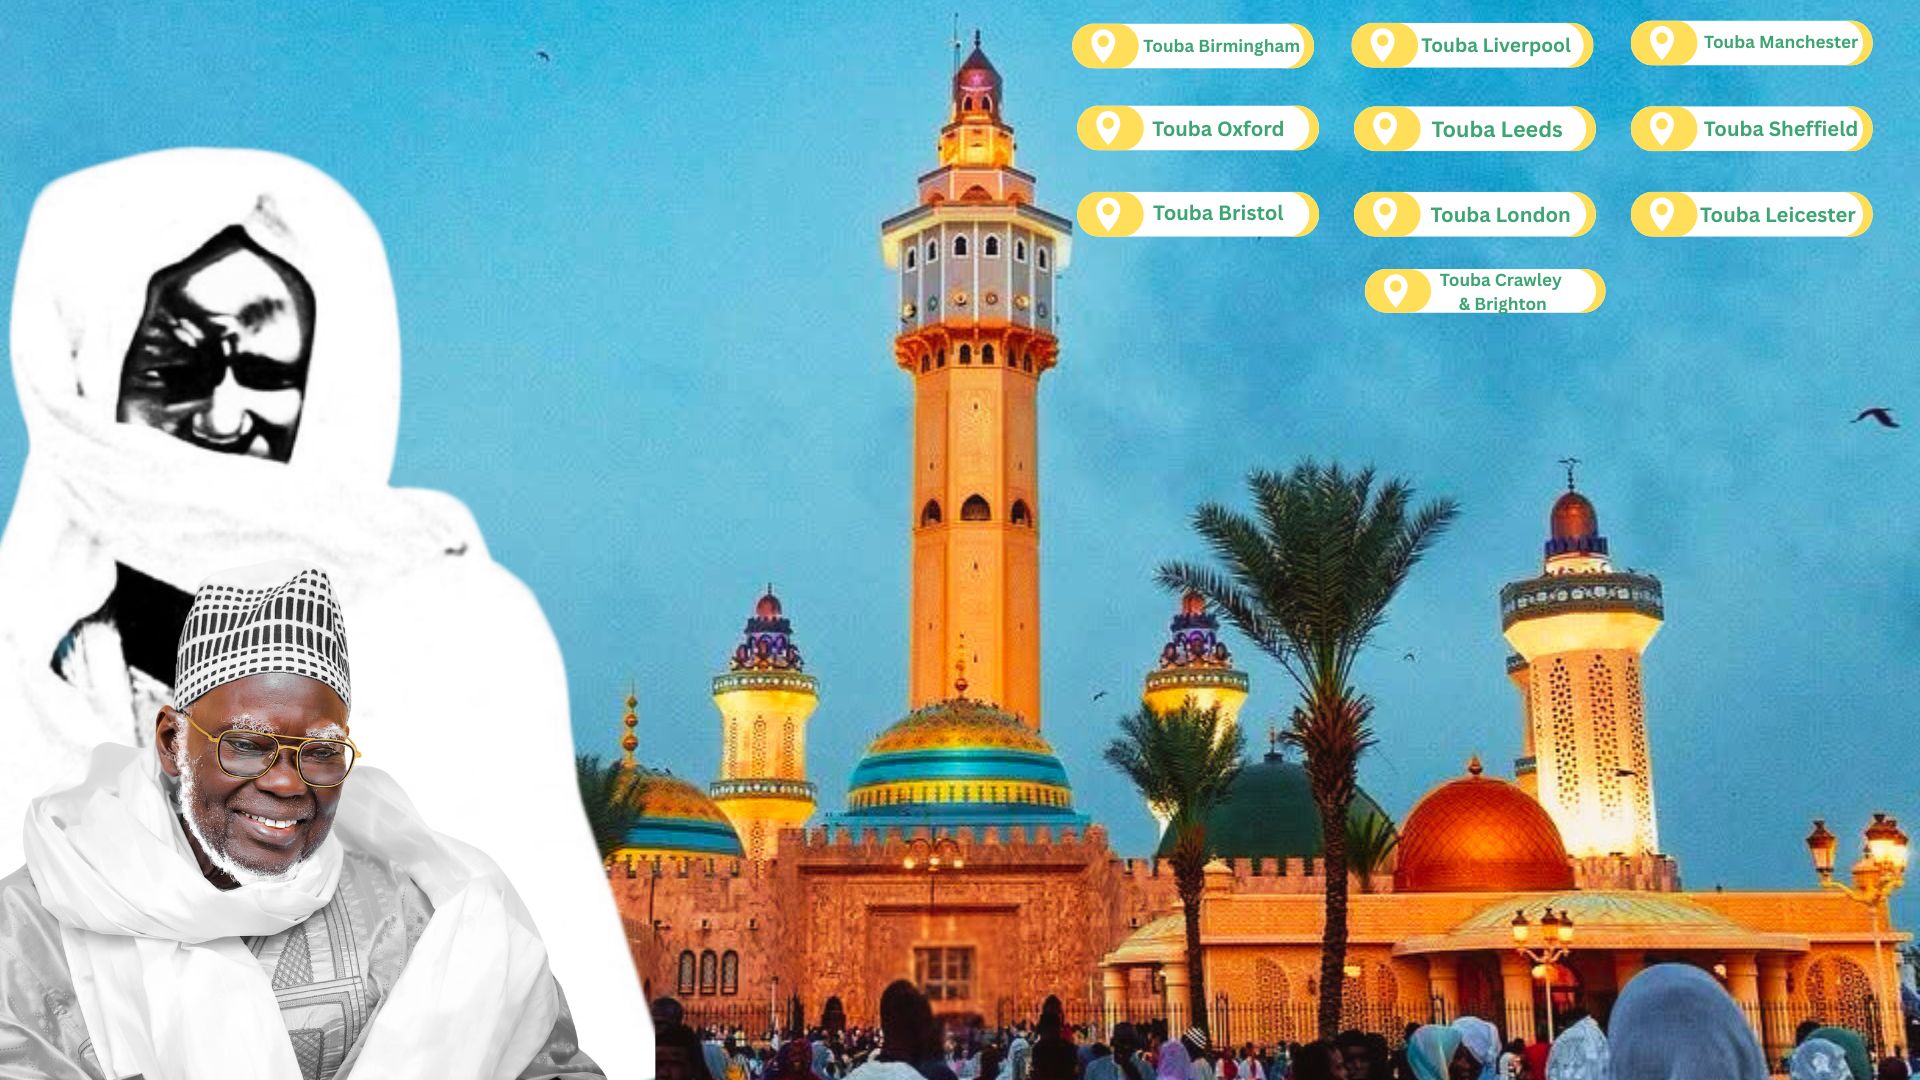 Touba Birmingham
Touba Liverpool
Touba Manchester
Touba Oxford
Touba Leeds
Touba Sheffield
Touba Bristol
Touba London
Touba Leicester
Touba Crawley
& Brighton